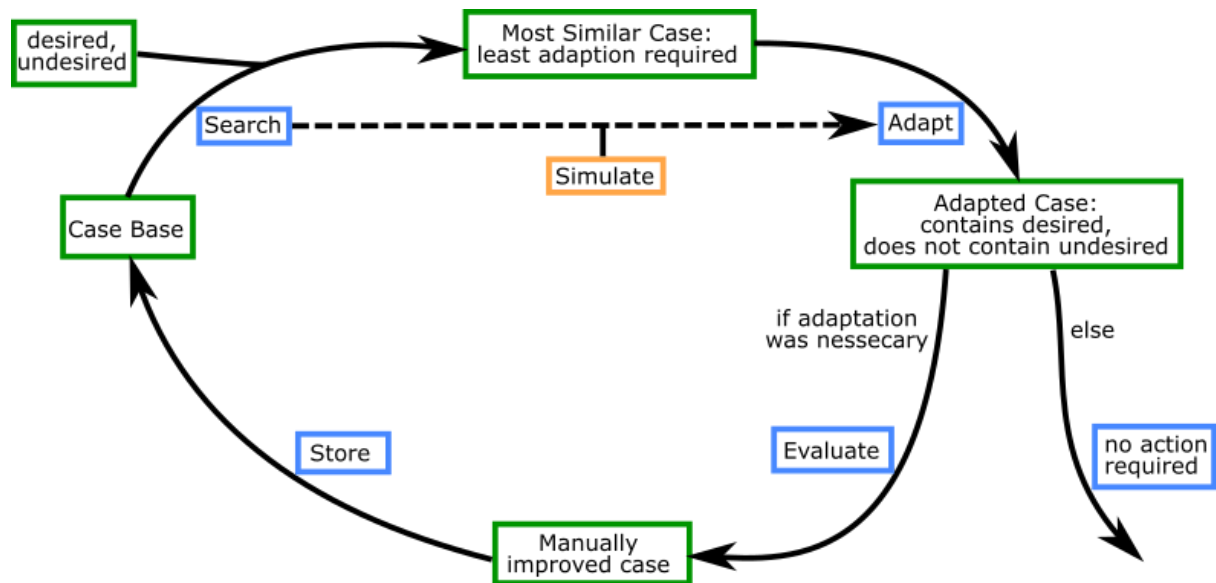 desired,
undesired
Most Similar Case:
least adaption required
Search
Adapt
Simulate
Case Base
Adapted Case:
contains desired,
does not contain undesired
if adaptation
was nessecary
else
Store
Evaluate
no action
required
Manually
improved case